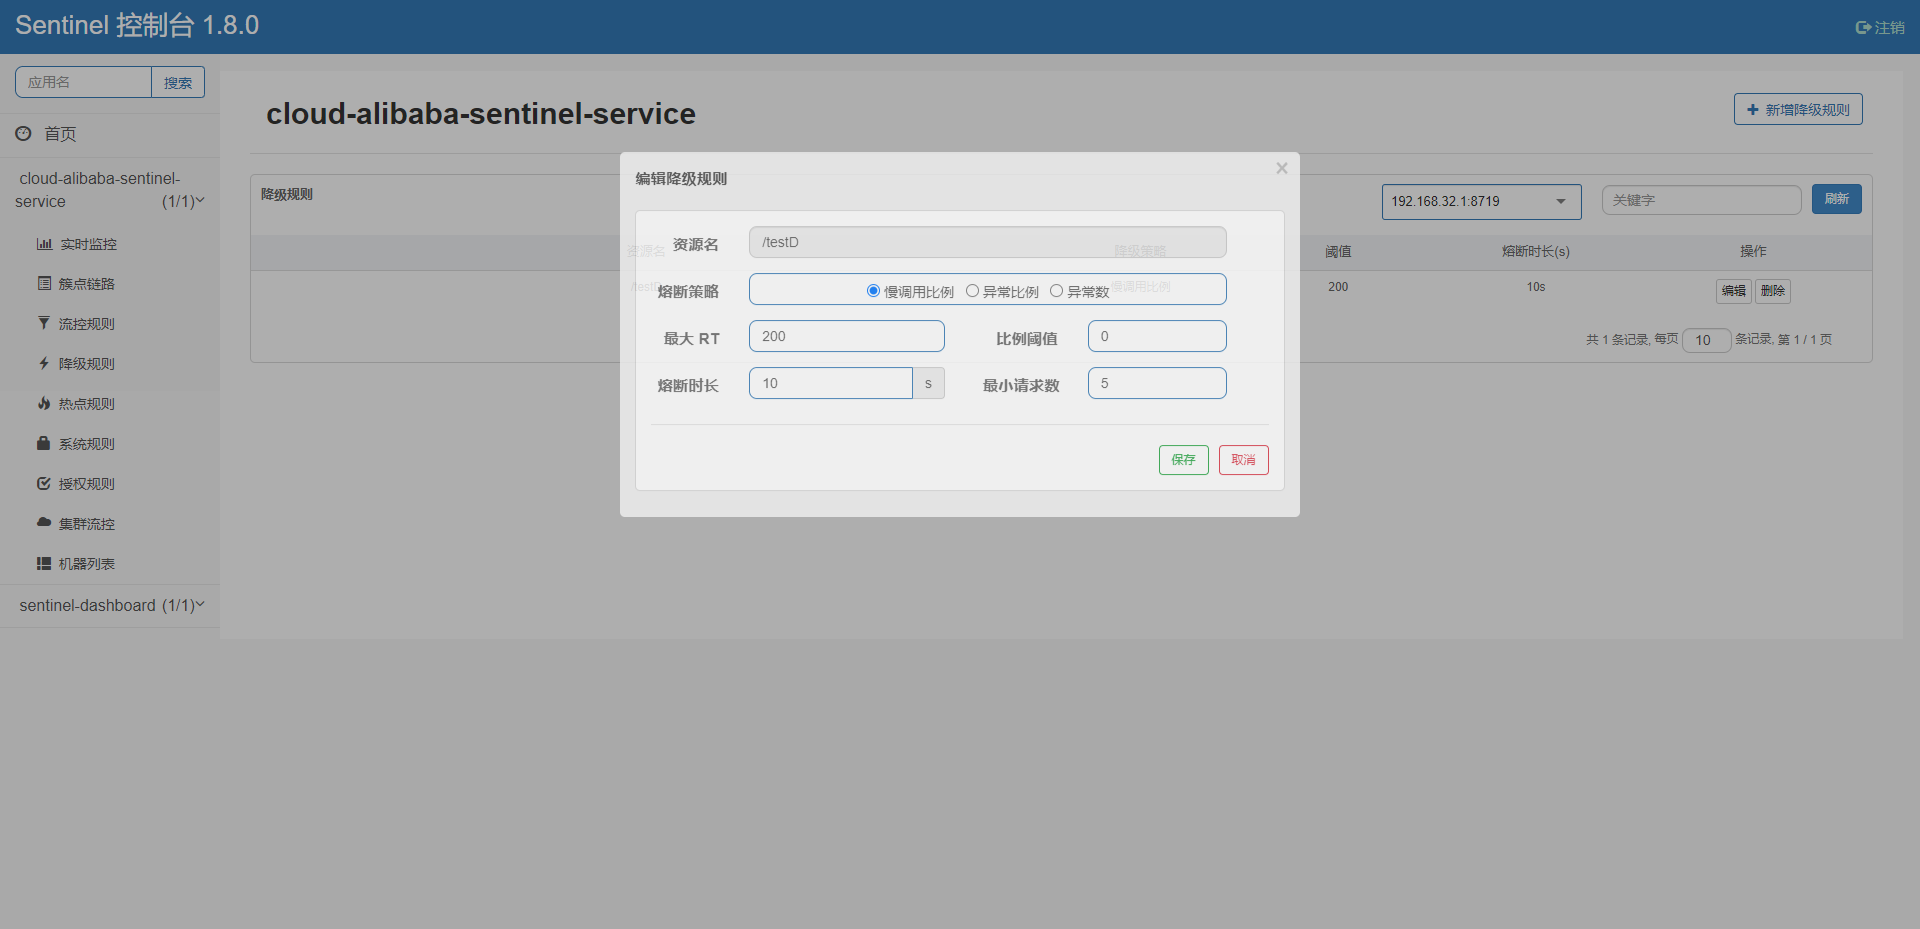 Sentinel 控制台 1.8.0
注销
应用名
搜索
首页
cloud-alibaba-sentinel-service (1/1)
实时监控
簇点链路
流控规则
降级规则
热点规则
系统规则
授权规则
集群流控
机器列表
sentinel-dashboard (1/1)
cloud-alibaba-sentinel-service
新增降级规则
降级规则
192.168.32.1:8719
关键字
刷新
资源名 降级策略 阈值 熔断时长(s) 操作
/testD 慢调用比例 200 10s 编辑 删除
共 1 条记录, 每页 10 条记录, 第 1 / 1 页
编辑降级规则
×
资源名 /testD
熔断策略 慢调用比例 异常比例 异常数
最大 RT 200 比例阈值 0
熔断时长 10 s 最小请求数 5
保存 取消